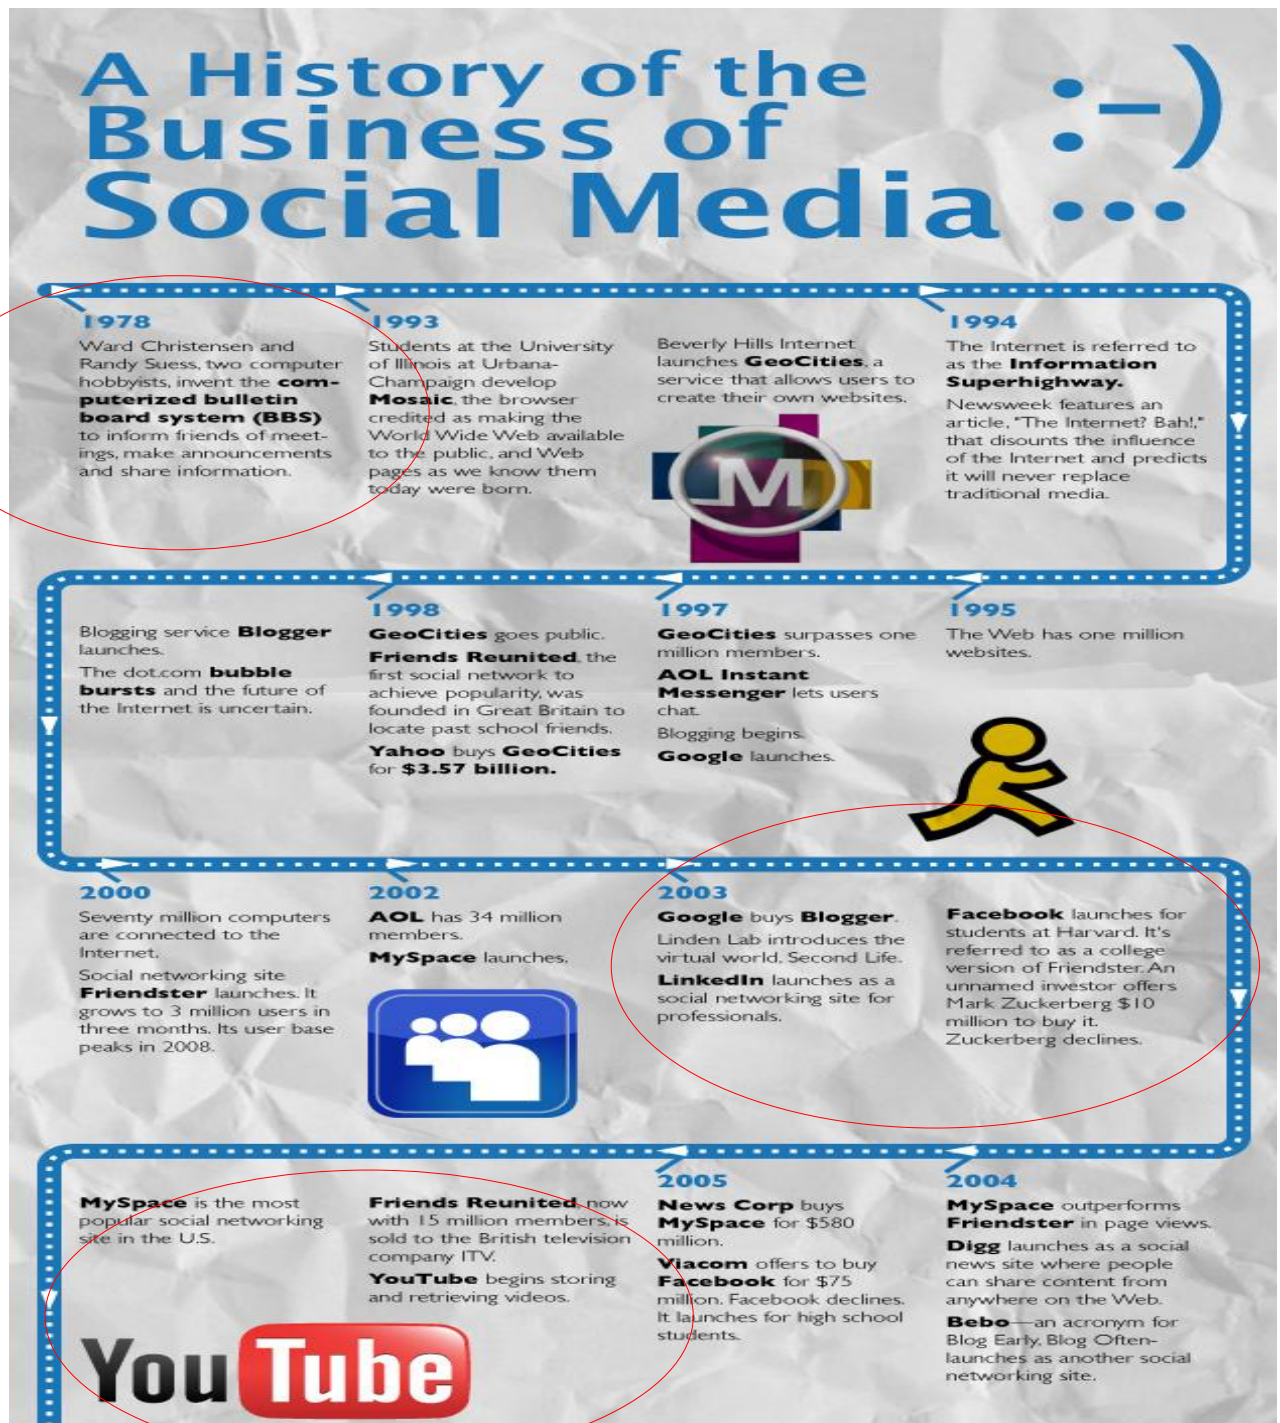 A History of the
Business of
Social Media
:-)
...
1978
Ward Christensen and
Randy Suess, two computer
hobbyists, invent the com-
puterized bulletin
board system (BBS)
to inform friends of meet-
ings, make announcements
and share information.
1993
Students at the University
of Illinois at Urbana-
Champaign develop
Mosaic, the browser
credited as making the
World Wide Web available
to the public, and Web
pages as we know them
today were born.
Beverly Hills Internet
launches GeoCities, a
service that allows users to
create their own websites.
M
1994
The Internet is referred to
as the Information
Superhighway.
Newsweek features an
article, "The Internet? Bah!,"
that disounts the influence
of the Internet and predicts
it will never replace
traditional media.
1995
The Web has one million
websites.
1997
GeoCities surpasses one
million members.
AOL Instant
Messenger lets users
chat.
Blogging begins.
Google launches.
1998
GeoCities goes public.
Friends Reunited, the
first social network to
achieve popularity, was
founded in Great Britain to
locate past school friends.
Yahoo buys GeoCities
for $3.57 billion.
Blogging service Blogger
launches.
The dot.com bubble
bursts and the future of
the Internet is uncertain.
2000
Seventy million computers
are connected to the
Internet.
Social networking site
Friendster launches. It
grows to 3 million users in
three months. Its user base
peaks in 2008.
2002
AOL has 34 million
members.
MySpace launches.
2003
Google buys Blogger.
Linden Lab introduces the
virtual world, Second Life.
LinkedIn launches as a
social networking site for
professionals.
Facebook launches for
students at Harvard. It's
referred to as a college
version of Friendster. An
unnamed investor offers
Mark Zuckerberg $10
million to buy it.
Zuckerberg declines.
2004
MySpace outperforms
Friendster in page views.
Digg launches as a social
news site where people
can share content from
anywhere on the Web.
Bebo—an acronym for
Blog Early, Blog Often-
launches as another social
networking site.
2005
News Corp buys
MySpace for $580
million.
Viacom offers to buy
Facebook for $75
million. Facebook declines.
It launches for high school
students.
Friends Reunited, now
with 15 million members, is
sold to the British television
company ITV.
YouTube begins storing
and retrieving videos.
MySpace is the most
popular social networking
site in the U.S.
YouTube